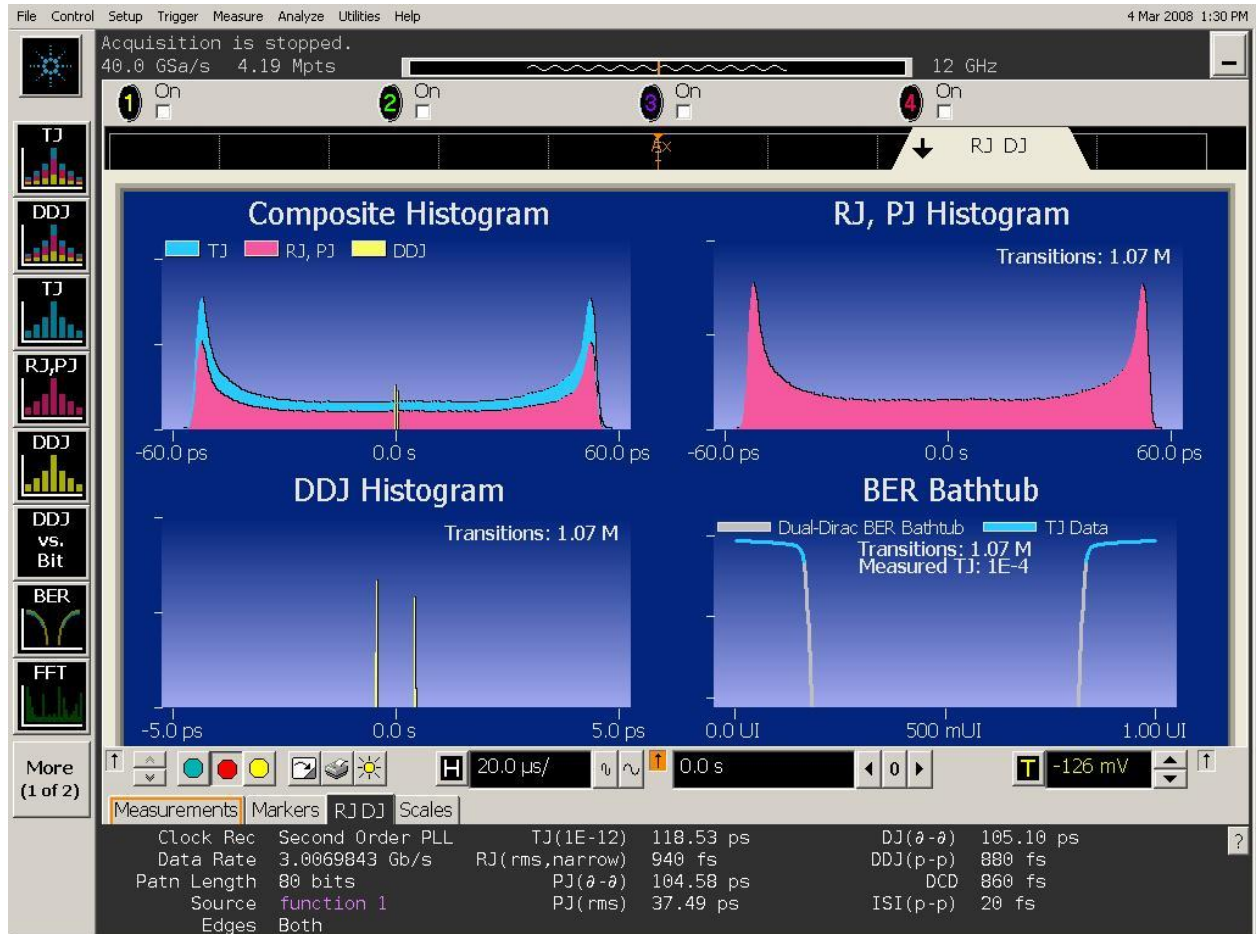 File Control Setup Trigger Measure Analyze Utilities Help 4 Mar 2008 1:30 PM
Acquisition is stopped.
40.0 GSa/s 4.19 Mpts 12 GHz
1 On 2 On 3 On 4 On
RJ DJ
TJ
DDJ
TJ
RJ,PJ
DDJ
DDJ
vs.
Bit
BER
FFT
More
(1 of 2)
Composite Histogram
TJ RJ, PJ DDJ
-60.0 ps 0.0 s 60.0 ps
RJ, PJ Histogram
Transitions: 1.07 M
-60.0 ps 0.0 s 60.0 ps
DDJ Histogram
Transitions: 1.07 M
-5.0 ps 0.0 s 5.0 ps
BER Bathtub
Dual-Dirac BER Bathtub TJ Data
Transitions: 1.07 M
Measured TJ: 1E-4
0.0 UI 500 mUI 1.00 UI
H 20.0 µs/ 0.0 s 0 T -126 mV
Measurements Markers RJDJ Scales
Clock Rec Second Order PLL TJ(1E-12) 118.53 ps DJ(∂-∂) 105.10 ps ?
Data Rate 3.0069843 Gb/s RJ(rms,narrow) 940 fs DDJ(p-p) 880 fs
Patn Length 80 bits PJ(∂-∂) 104.58 ps DCD 860 fs
Source function 1 PJ(rms) 37.49 ps ISI(p-p) 20 fs
Edges Both